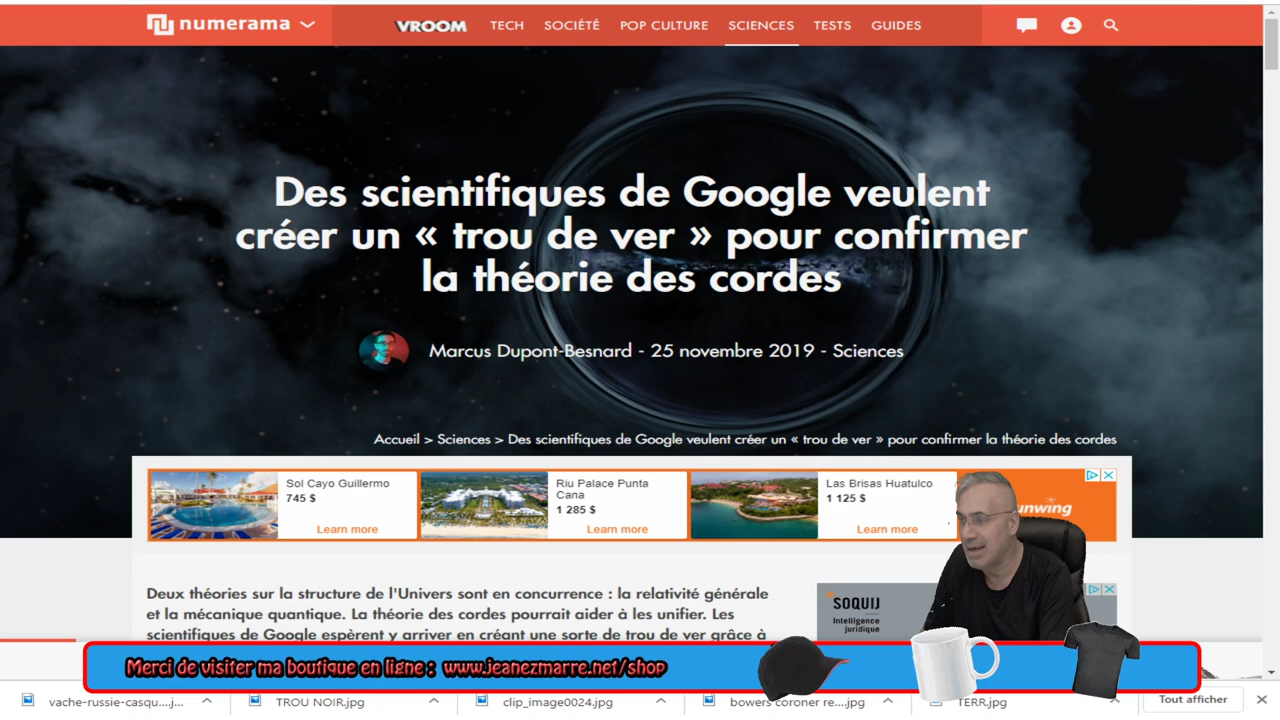 numerama
VROOM TECH SOCIÉTÉ POP CULTURE SCIENCES TESTS GUIDES
Des scientifiques de Google veulent
créer un « trou de ver » pour confirmer
la théorie des cordes
Marcus Dupont-Besnard - 25 novembre 2019 - Sciences
Accueil > Sciences > Des scientifiques de Google veulent créer un « trou de ver » pour confirmer la théorie des cordes
Sol Cayo Guillermo
745 $
Learn more
Riu Palace Punta
Cana
1 285 $
Learn more
Las Brisas Huatulco
1 125 $
Learn more
unwing
Deux théories sur la structure de l'Univers sont en concurrence : la relativité générale
et la mécanique quantique. La théorie des cordes pourrait aider à les unifier. Les
scientifiques de Google espèrent y arriver en créant une sorte de trou de ver grâce à
SOQUIJ
Intelligence
juridique
Merci de visiter ma boutique en ligne : www.jeanezmarre.net/shop
vache-russie-casqu....j...
TROU NOIR.jpg
clip_image0024.jpg
bowers coroner re....jpg
TERR.jpg
Tout afficher